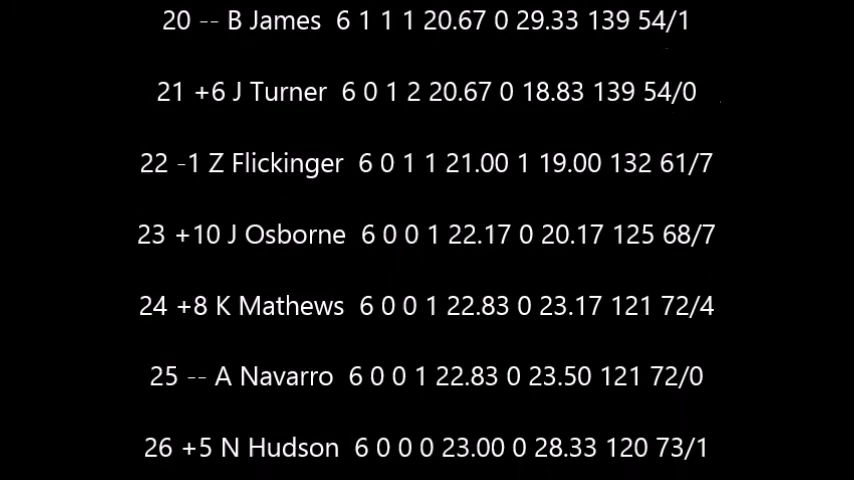 20 -- B James 6 1 1 1 20.67 0 29.33 139 54/1
21 +6 J Turner 6 0 1 2 20.67 0 18.83 139 54/0
22 -1 Z Flickinger 6 0 1 1 21.00 1 19.00 132 61/7
23 +10 J Osborne 6 0 0 1 22.17 0 20.17 125 68/7
24 +8 K Mathews 6 0 0 1 22.83 0 23.17 121 72/4
25 -- A Navarro 6 0 0 1 22.83 0 23.50 121 72/0
26 +5 N Hudson 6 0 0 0 23.00 0 28.33 120 73/1